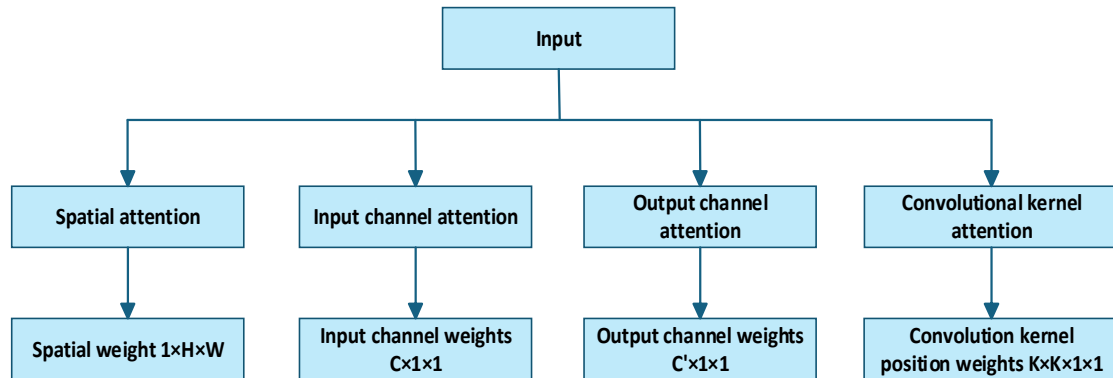 Input
Spatial attention
Input channel attention
Output channel
attention
Convolutional kernel
attention
Spatial weight 1×H×W
Input channel weights
C×1×1
Output channel weights
C'×1×1
Convolution kernel
position weights K×K×1×1